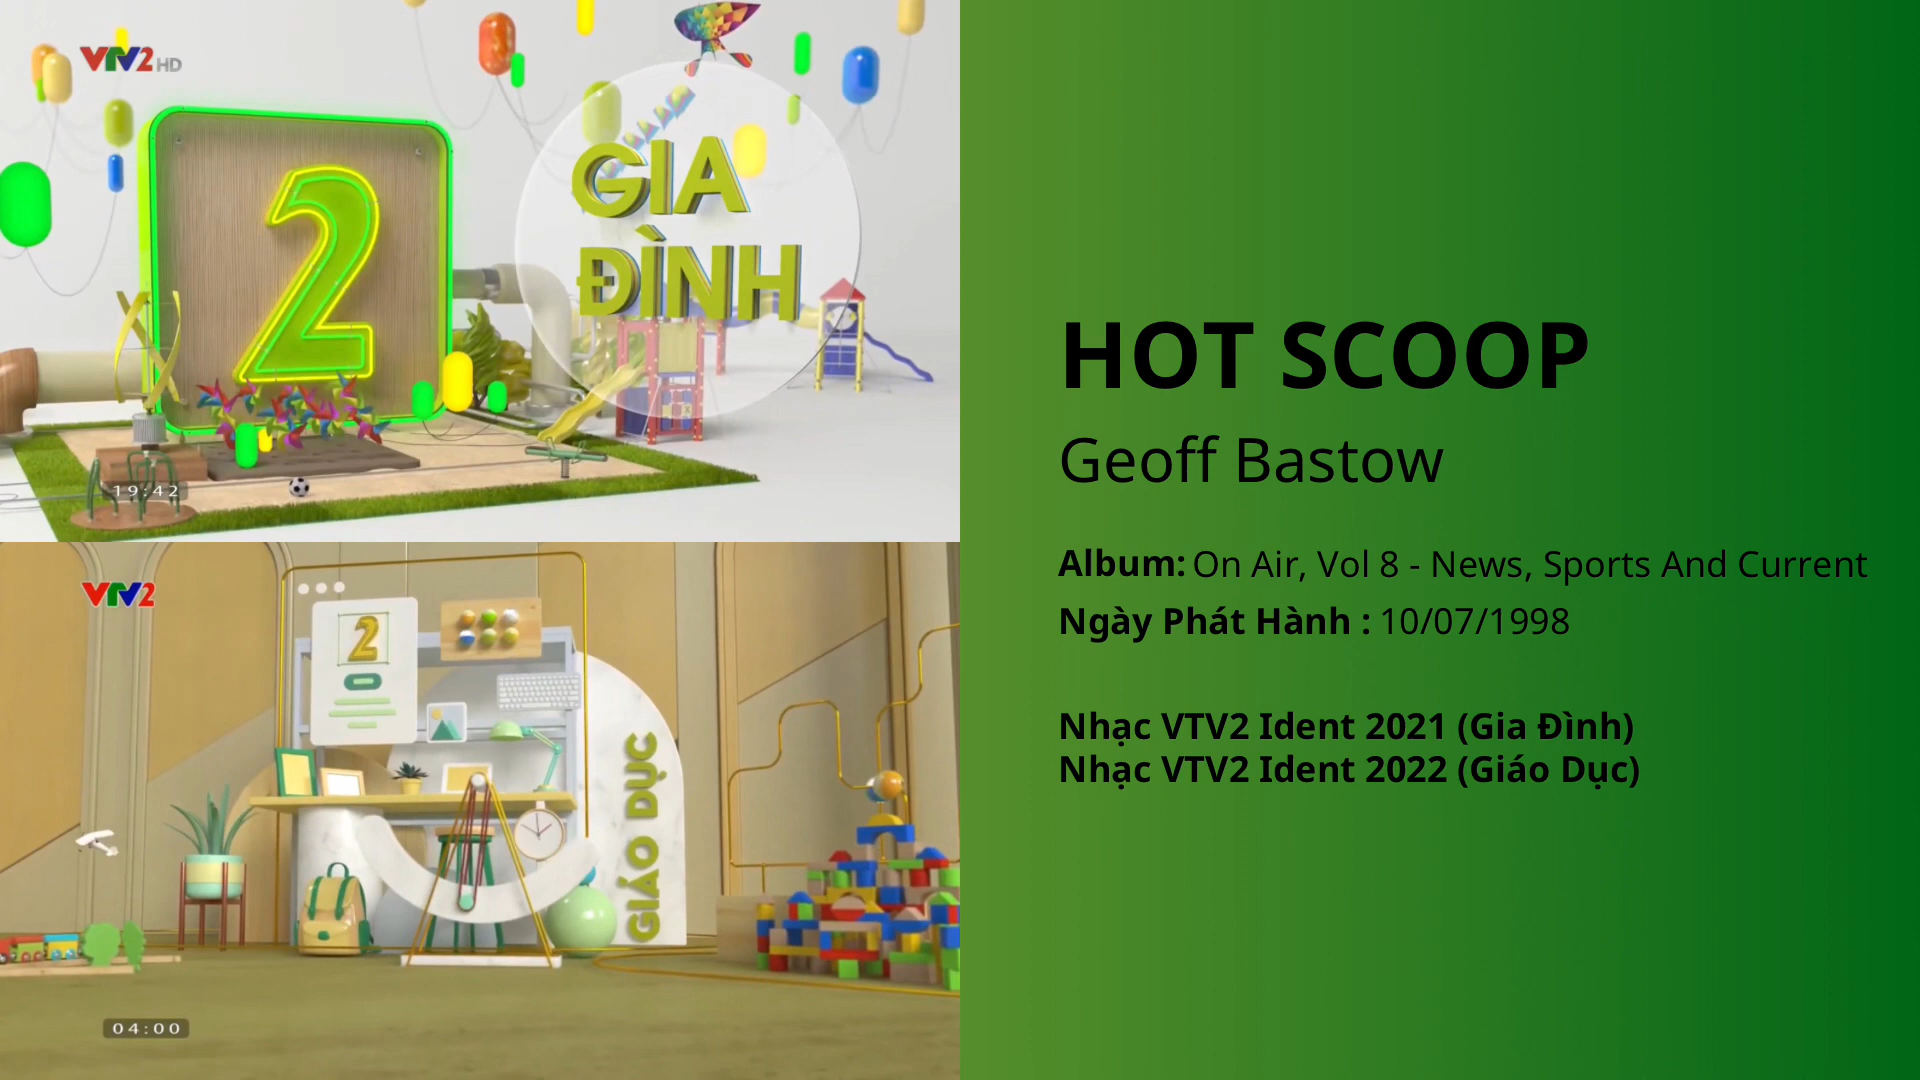 VTV2 HD
2
GIA
ĐÌNH
19:42
VTV2
2
GIÁO DỤC
04:00
HOT SCOOP
Geoff Bastow
Album: On Air, Vol 8 - News, Sports And Current
Ngày Phát Hành : 10/07/1998
Nhạc VTV2 Ident 2021 (Gia Đình)
Nhạc VTV2 Ident 2022 (Giáo Dục)